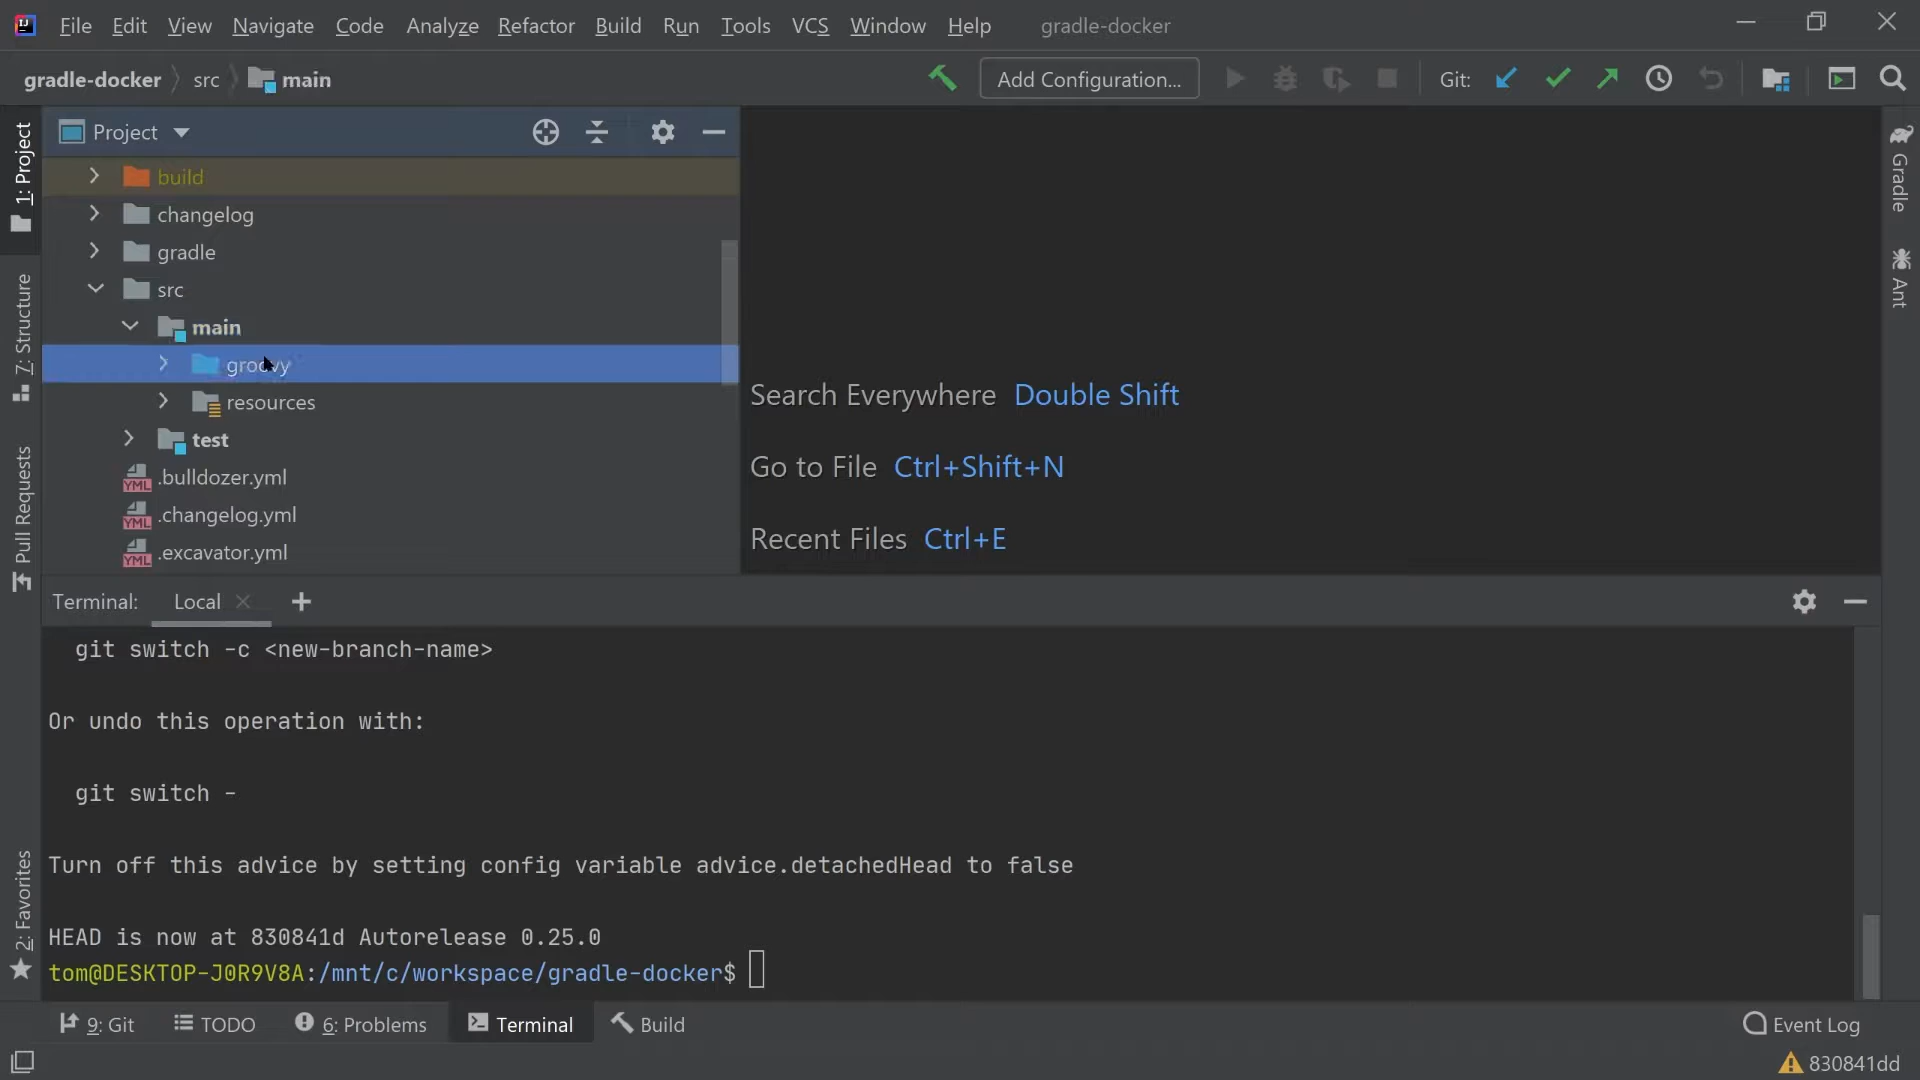 File Edit View Navigate Code Analyze Refactor Build Run Tools VCS Window Help gradle-docker
gradle-docker src main Add Configuration... Git:
Project
build
changelog
gradle
src
main
groovy
resources
test
.bulldozer.yml
.changelog.yml
.excavator.yml
1: Project
7: Structure
Pull Requests
2: Favorites
Search Everywhere Double Shift
Go to File Ctrl+Shift+N
Recent Files Ctrl+E
Gradle
Ant
Terminal: Local
git switch -c <new-branch-name>
Or undo this operation with:
git switch -
Turn off this advice by setting config variable advice.detachedHead to false
HEAD is now at 830841d Autorelease 0.25.0
tom@DESKTOP-J0R9V8A:/mnt/c/workspace/gradle-docker$
9: Git TODO 6: Problems Terminal Build Event Log
830841dd